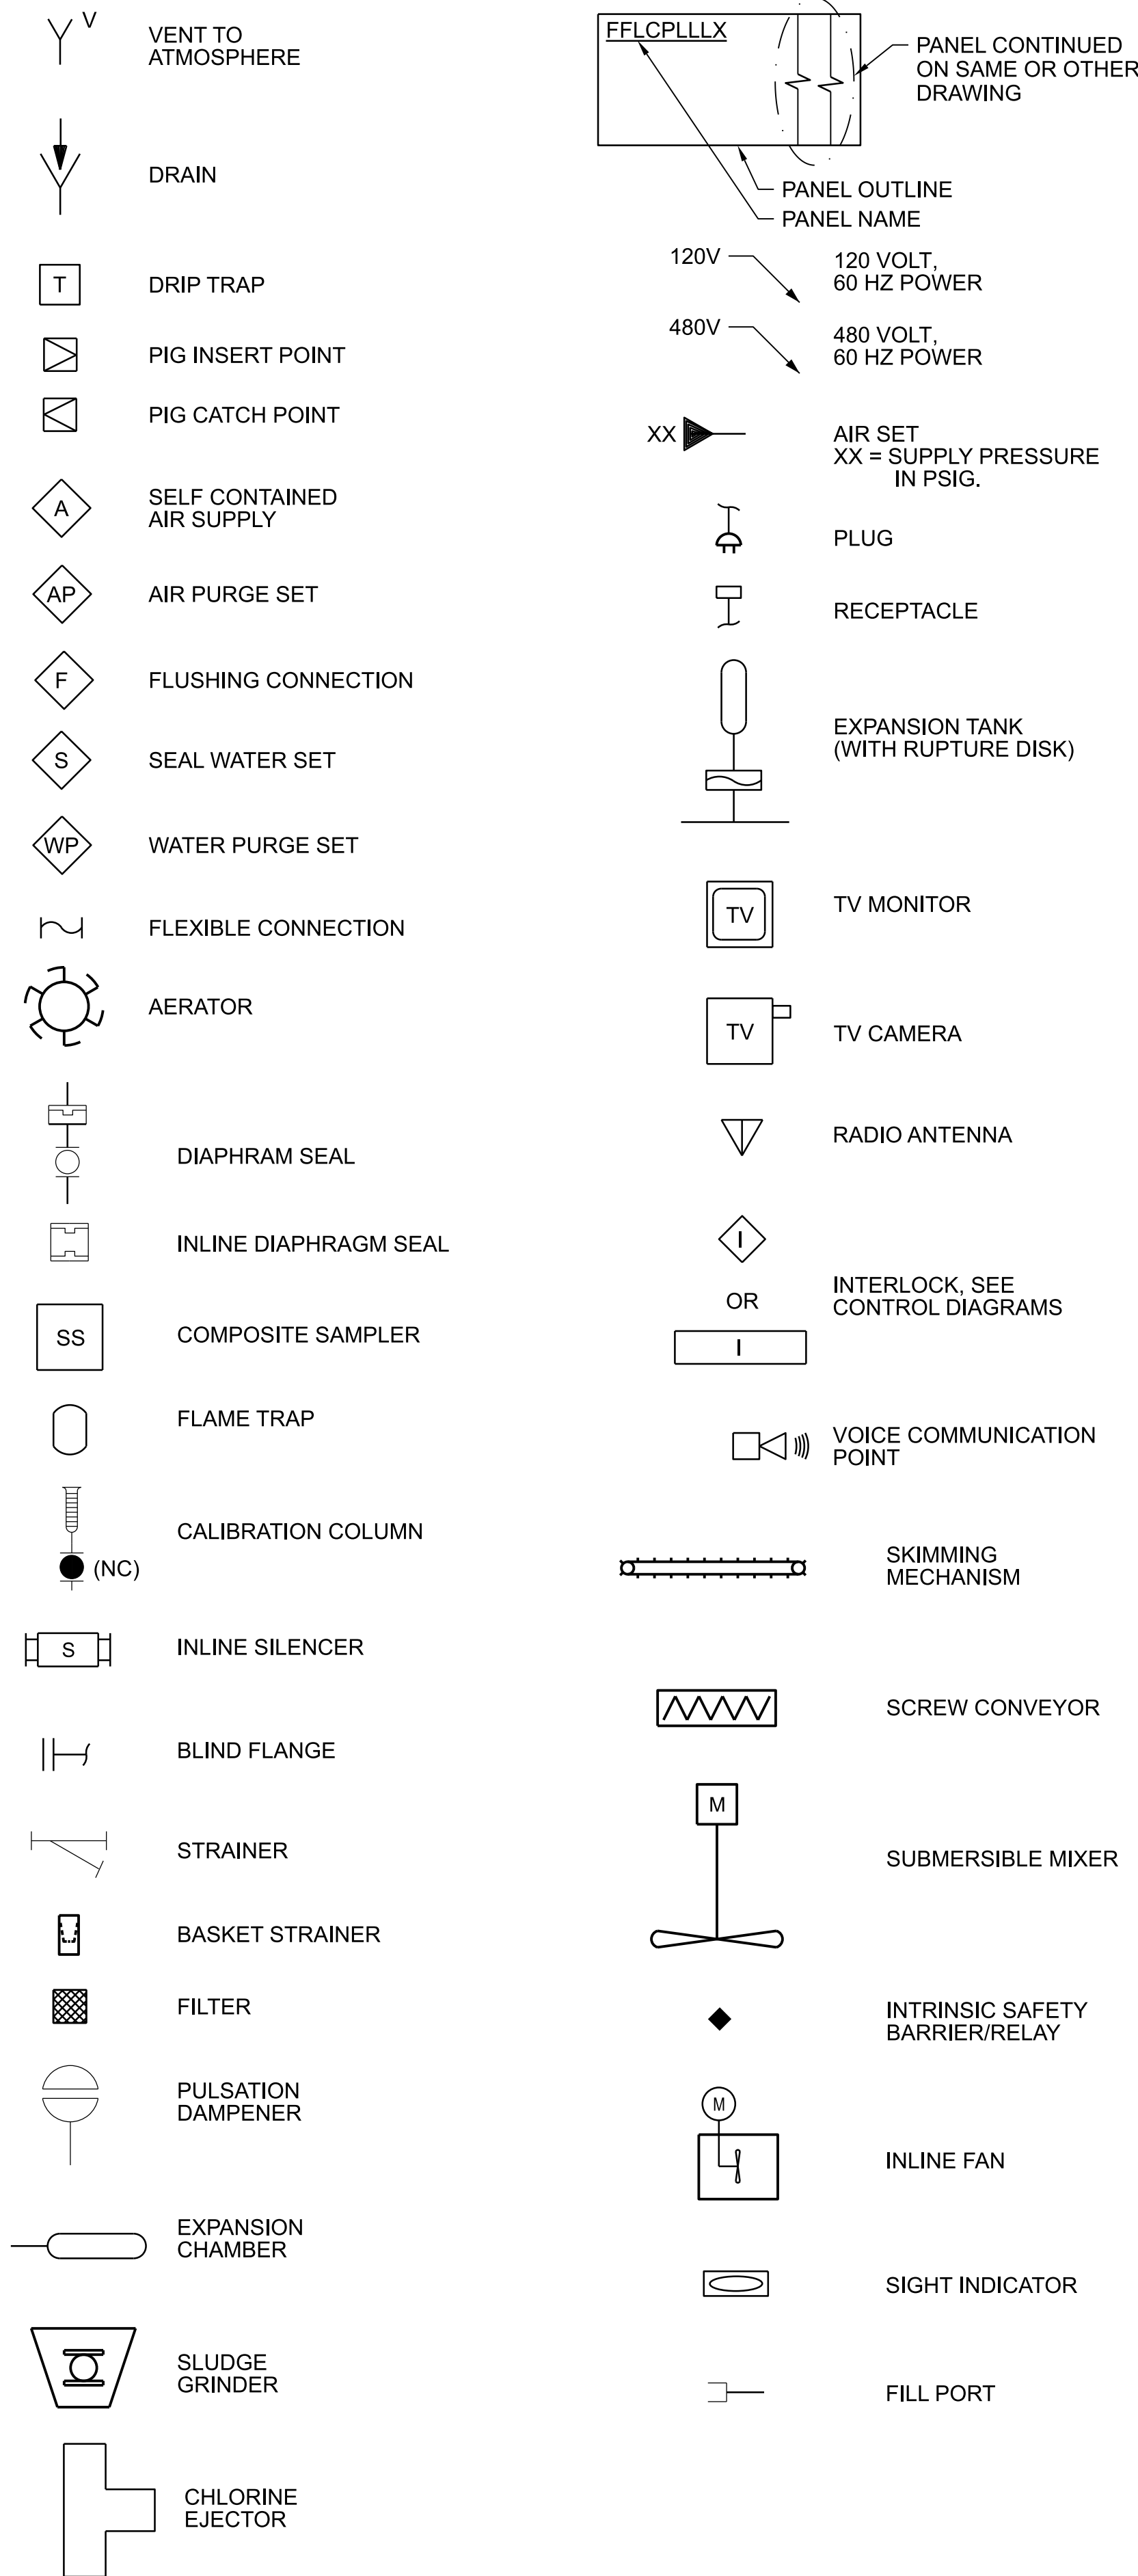 V
VENT TO
ATMOSPHERE
DRAIN
T
DRIP TRAP
PIG INSERT POINT
PIG CATCH POINT
A
SELF CONTAINED
AIR SUPPLY
AP
AIR PURGE SET
F
FLUSHING CONNECTION
S
SEAL WATER SET
WP
WATER PURGE SET
FLEXIBLE CONNECTION
AERATOR
DIAPHRAM SEAL
INLINE DIAPHRAGM SEAL
SS
COMPOSITE SAMPLER
FLAME TRAP
CALIBRATION COLUMN
(NC)
S
INLINE SILENCER
BLIND FLANGE
STRAINER
BASKET STRAINER
FILTER
PULSATION
DAMPENER
EXPANSION
CHAMBER
SLUDGE
GRINDER
CHLORINE
EJECTOR
FFLCPLLLX
PANEL CONTINUED
ON SAME OR OTHER
DRAWING
PANEL OUTLINE
PANEL NAME
120V
120 VOLT,
60 HZ POWER
480V
480 VOLT,
60 HZ POWER
XX
AIR SET
XX = SUPPLY PRESSURE
IN PSIG.
PLUG
RECEPTACLE
EXPANSION TANK
(WITH RUPTURE DISK)
TV
TV MONITOR
TV
TV CAMERA
RADIO ANTENNA
I
OR
I
INTERLOCK, SEE
CONTROL DIAGRAMS
VOICE COMMUNICATION
POINT
SKIMMING
MECHANISM
SCREW CONVEYOR
M
SUBMERSIBLE MIXER
INTRINSIC SAFETY
BARRIER/RELAY
M
INLINE FAN
SIGHT INDICATOR
FILL PORT